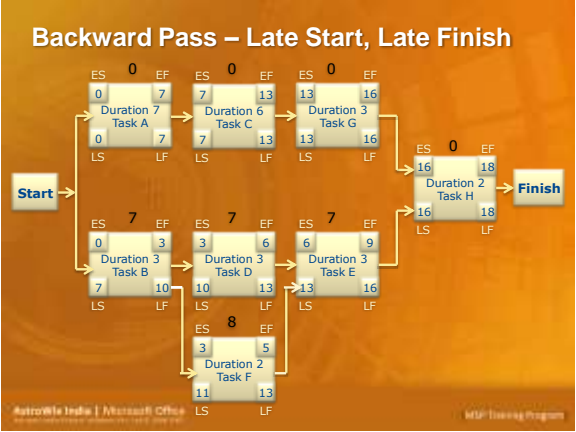 Backward Pass – Late Start, Late Finish
0
ES EF
0 7
Duration 7
Task A
0 7
LS LF
0
ES EF
7 13
Duration 6
Task C
7 13
LS LF
0
ES EF
13 16
Duration 3
Task G
13 16
LS LF
0
ES EF
16 18
Duration 2
Task H
16 18
LS LF
Start
Finish
7
ES EF
0 3
Duration 3
Task B
7 10
LS LF
7
ES EF
3 6
Duration 3
Task D
10 13
LS LF
7
ES EF
6 9
Duration 3
Task E
13 16
LS LF
8
ES EF
3 5
Duration 2
Task F
11 13
LS LF
AstroWix India | Microsoft Office
MSP Training Program